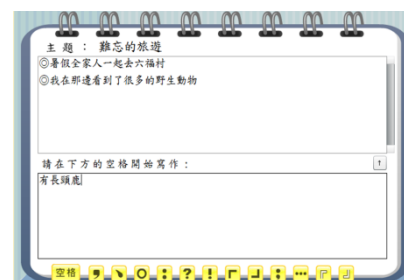 主題：難忘的旅遊
◎暑假全家人一起去六福村
◎我在那邊看到了很多的野生動物
請在下方的空格開始寫作：
↑
有長頭鹿
空格 , 、 。 : ? ! 「 」 ; … 『 』